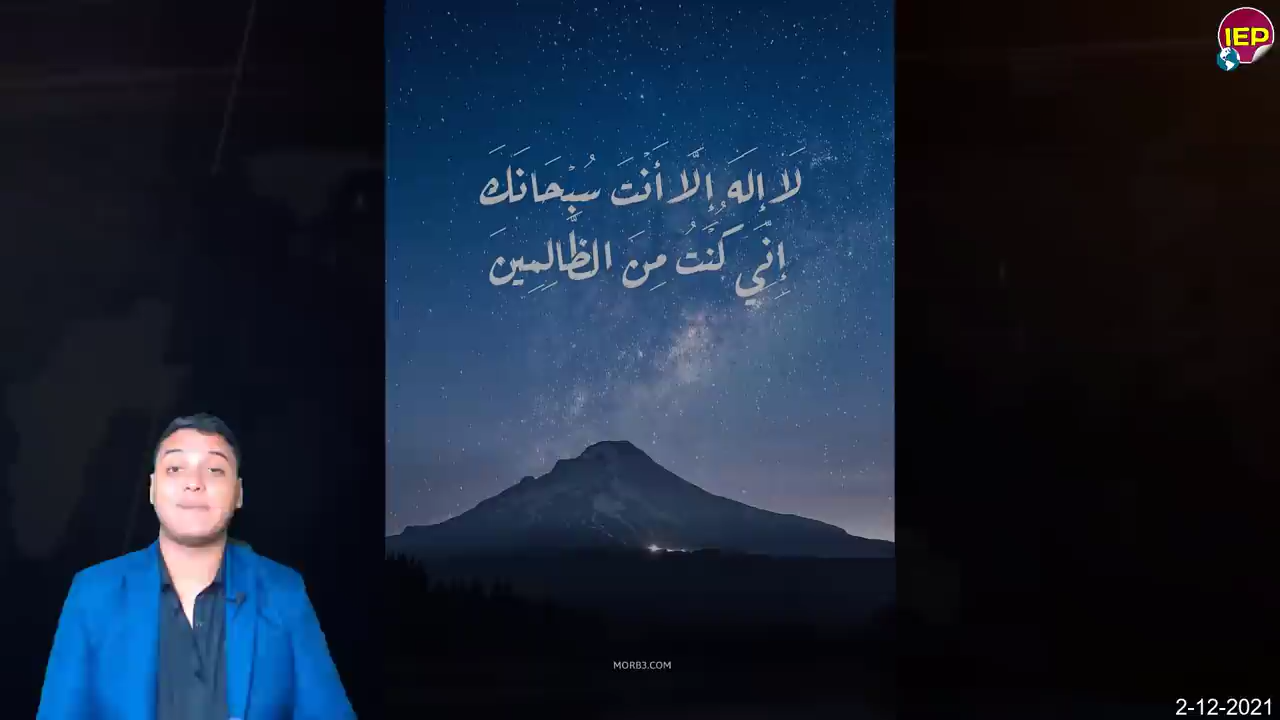 IEP
لَا إِلَهَ إِلَّا أَنْتَ سُبْحَانَكَ
إِنِّي كُنْتُ مِنَ الظَّالِمِينَ
MORB3.COM
2-12-2021